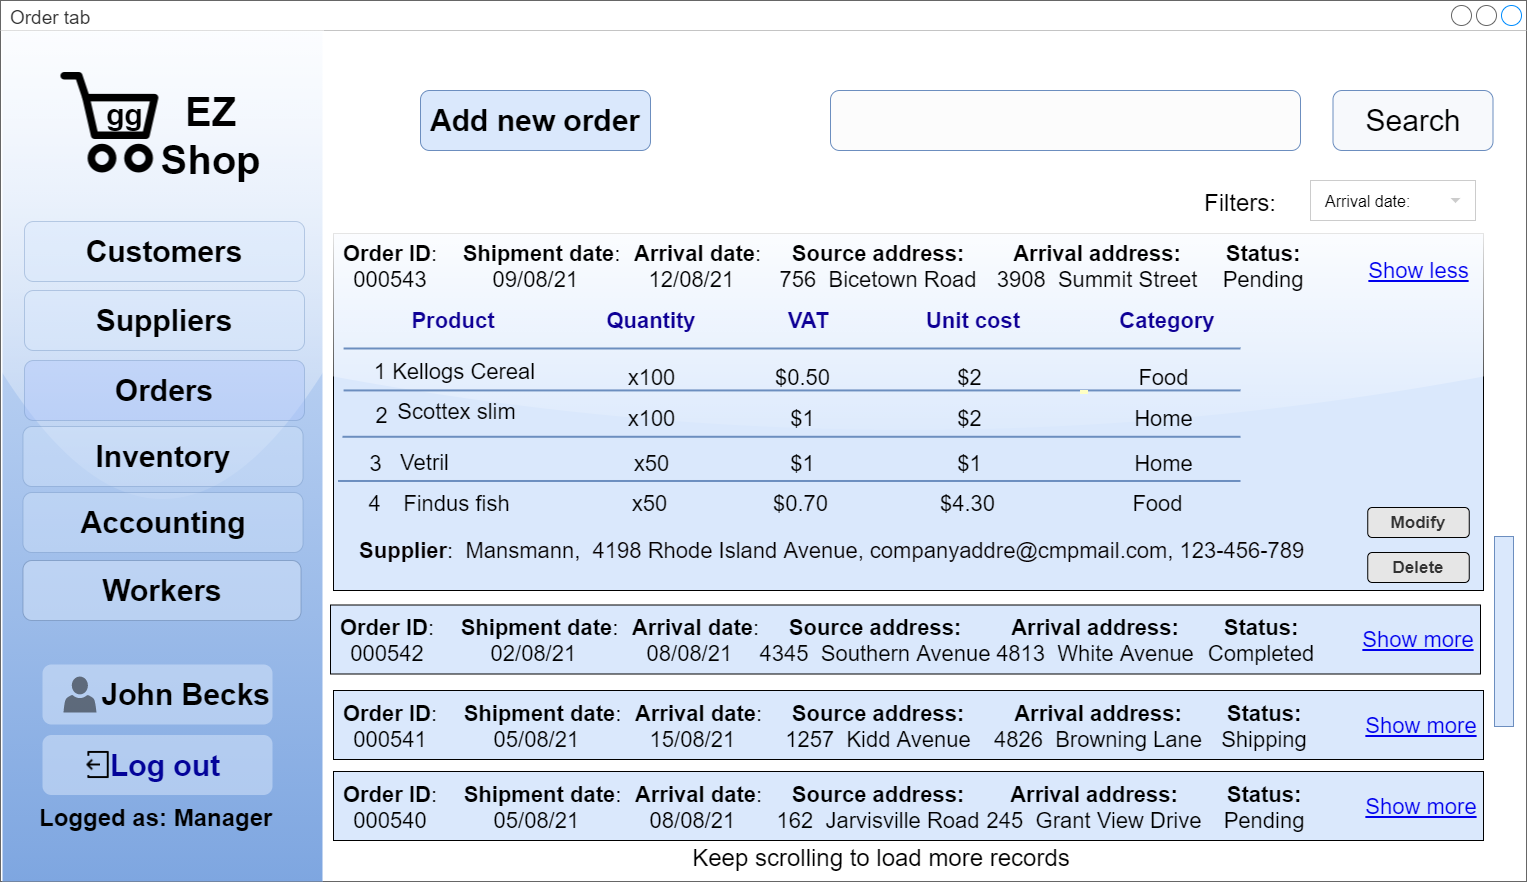 Order tab
gg EZ
Shop
Customers
Suppliers
Orders
Inventory
Accounting
Workers
John Becks
Log out
Logged as: Manager
Add new order
Search
Filters: Arrival date:
Order ID: Shipment date: Arrival date: Source address: Arrival address: Status:
000543 09/08/21 12/08/21 756 Bicetown Road 3908 Summit Street Pending
Show less
Product Quantity VAT Unit cost Category
1 Kellogs Cereal x100 $0.50 $2 Food
2 Scottex slim x100 $1 $2 Home
3 Vetril x50 $1 $1 Home
4 Findus fish x50 $0.70 $4.30 Food
Modify
Supplier: Mansmann, 4198 Rhode Island Avenue, companyaddre@cmpmail.com, 123-456-789
Delete
Order ID: Shipment date: Arrival date: Source address: Arrival address: Status:
000542 02/08/21 08/08/21 4345 Southern Avenue 4813 White Avenue Completed
Show more
Order ID: Shipment date: Arrival date: Source address: Arrival address: Status:
000541 05/08/21 15/08/21 1257 Kidd Avenue 4826 Browning Lane Shipping
Show more
Order ID: Shipment date: Arrival date: Source address: Arrival address: Status:
000540 05/08/21 08/08/21 162 Jarvisville Road 245 Grant View Drive Pending
Show more
Keep scrolling to load more records